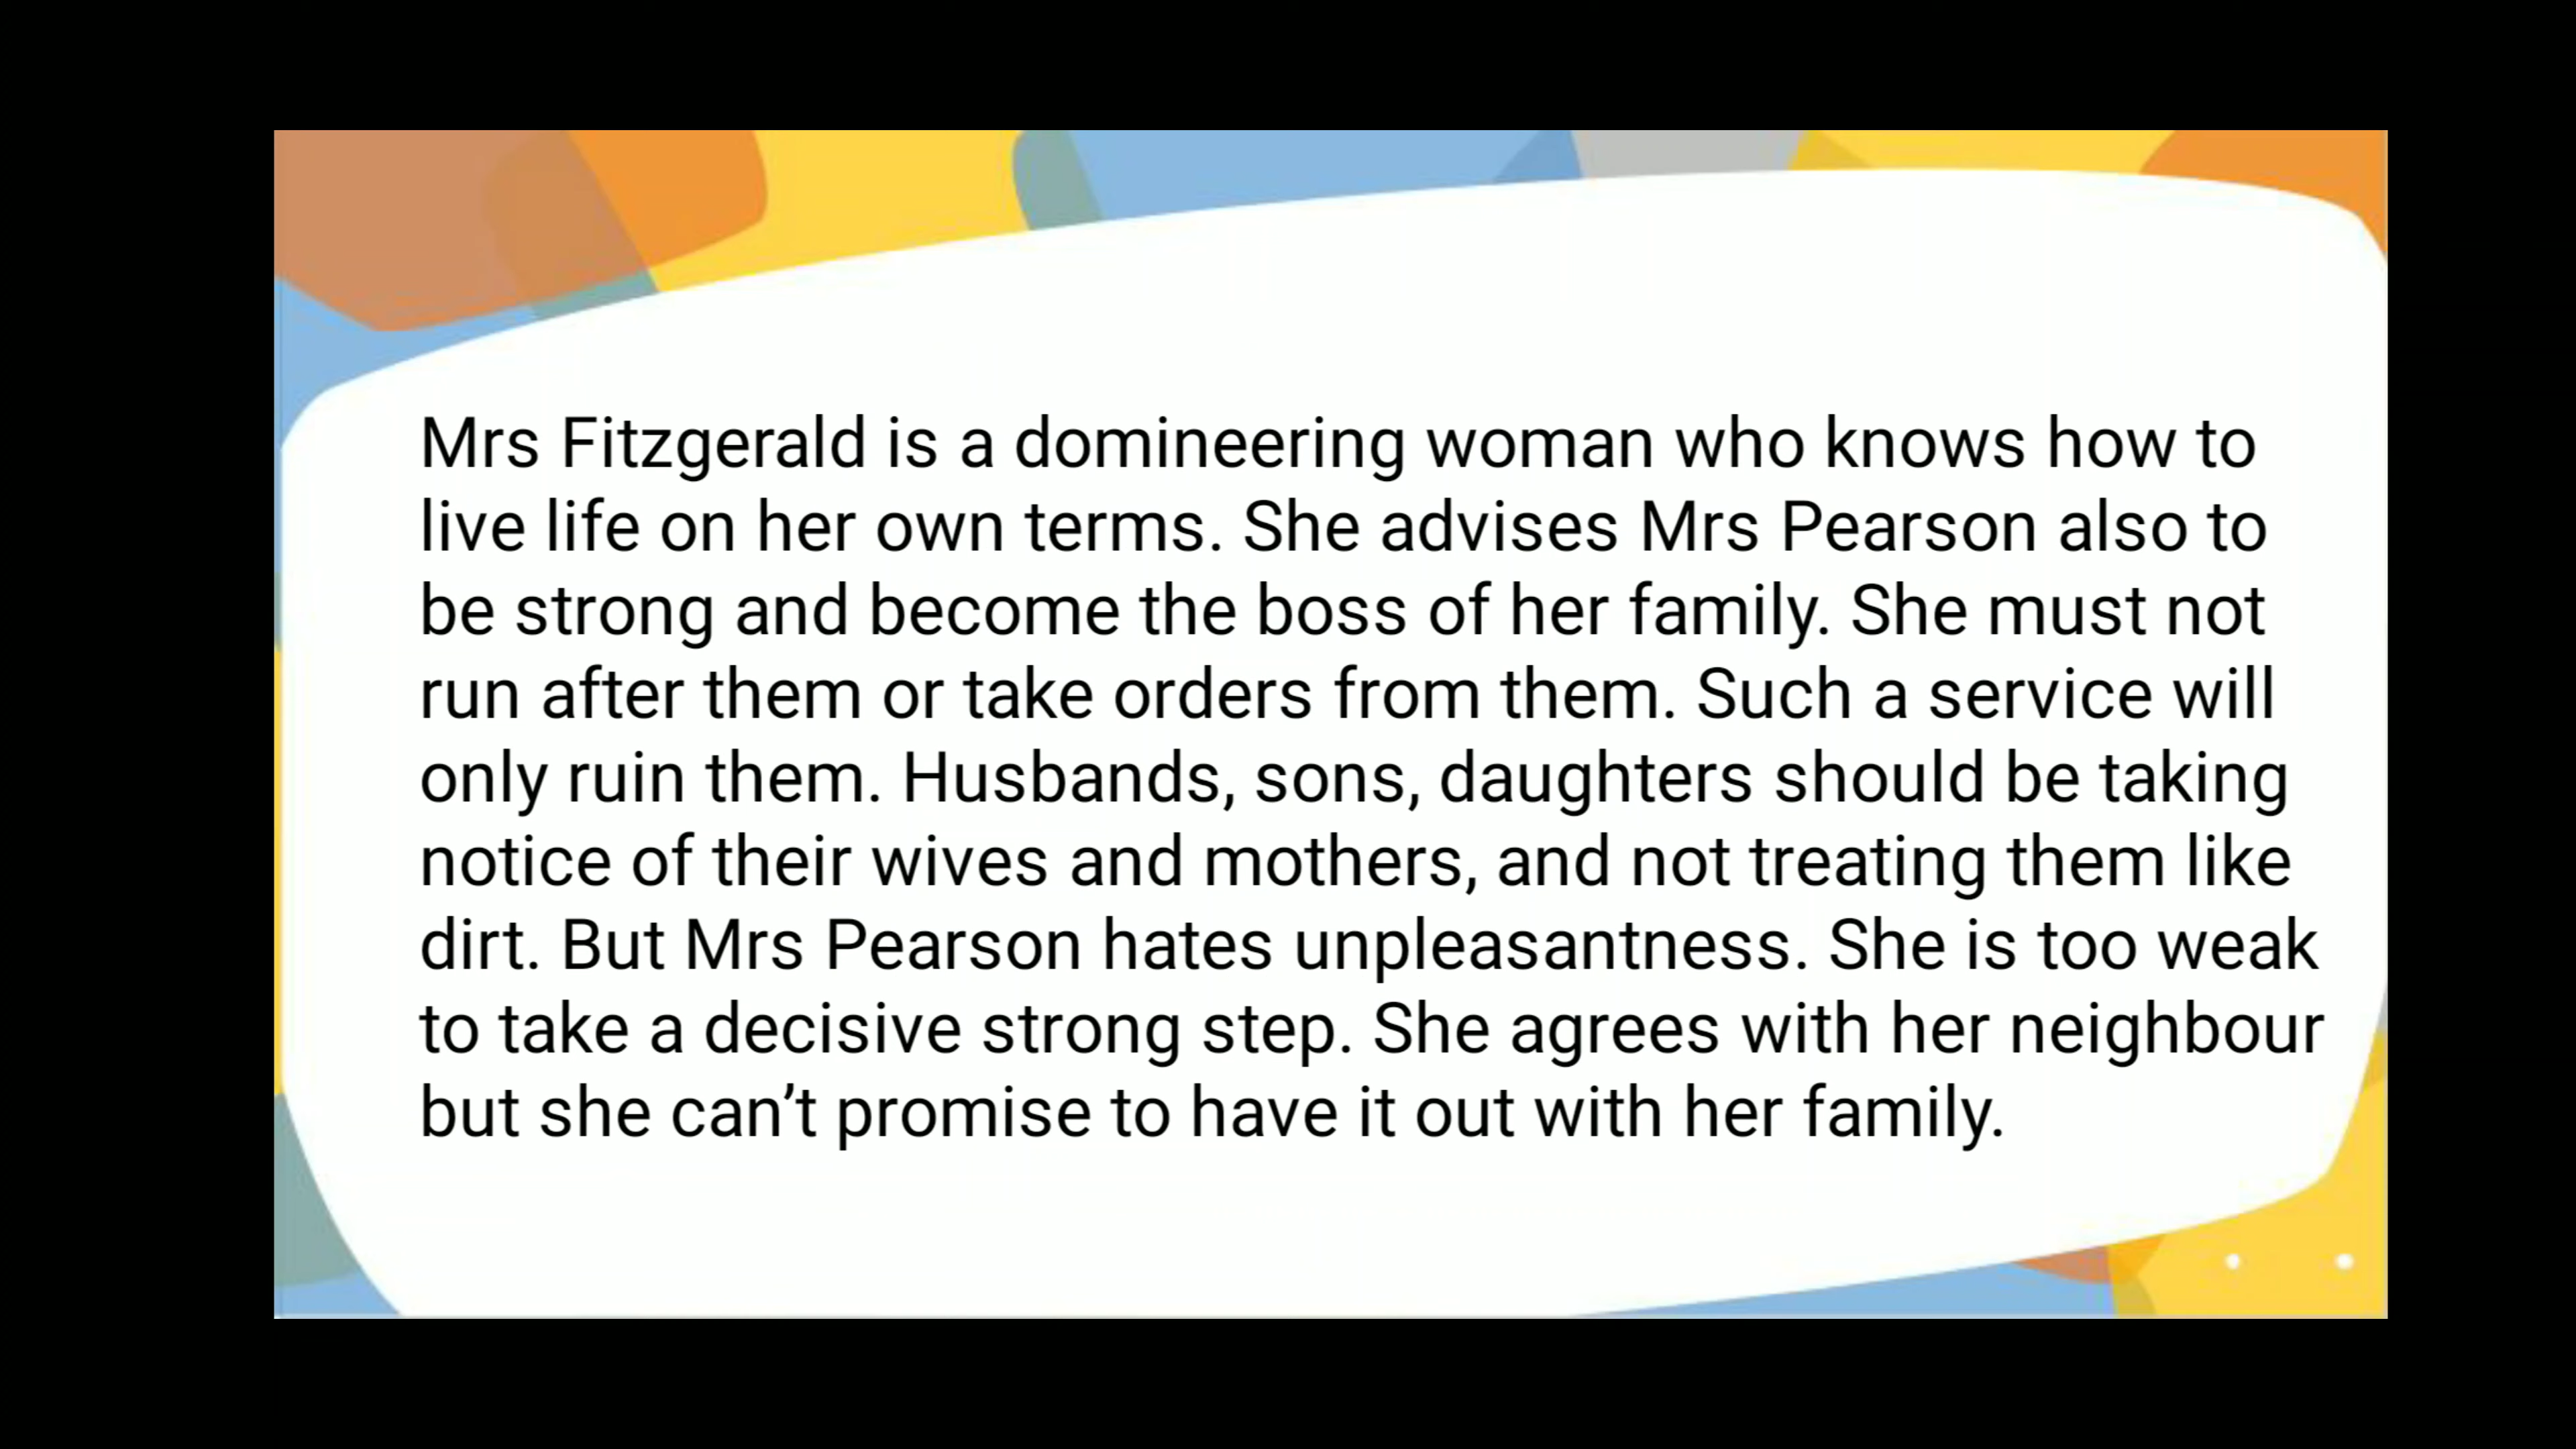 Mrs Fitzgerald is a domineering woman who knows how to
live life on her own terms. She advises Mrs Pearson also to
be strong and become the boss of her family. She must not
run after them or take orders from them. Such a service will
only ruin them. Husbands, sons, daughters should be taking
notice of their wives and mothers, and not treating them like
dirt. But Mrs Pearson hates unpleasantness. She is too weak
to take a decisive strong step. She agrees with her neighbour
but she can’t promise to have it out with her family.